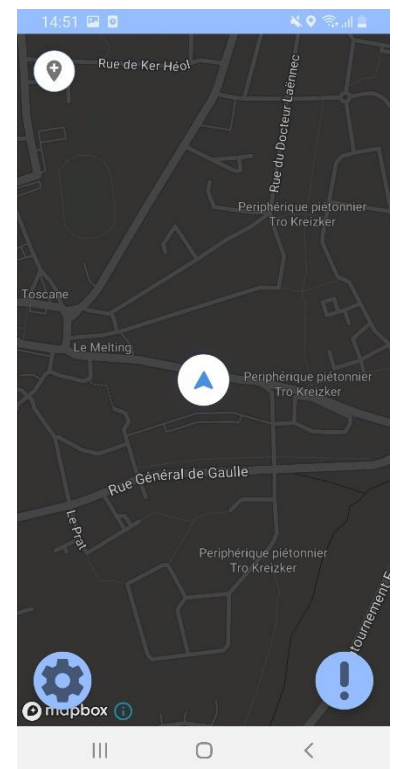 14:51
Rue de Ker Héol
Rue du Docteur Laënnec
Periphérique piétonnier
Tro Kreizker
Toscane
Le Melting
Periphérique piétonnier
Tro Kreizker
Rue Général de Gaulle
Le Prat
Periphérique piétonnier
Tro Kreizker
mapbox